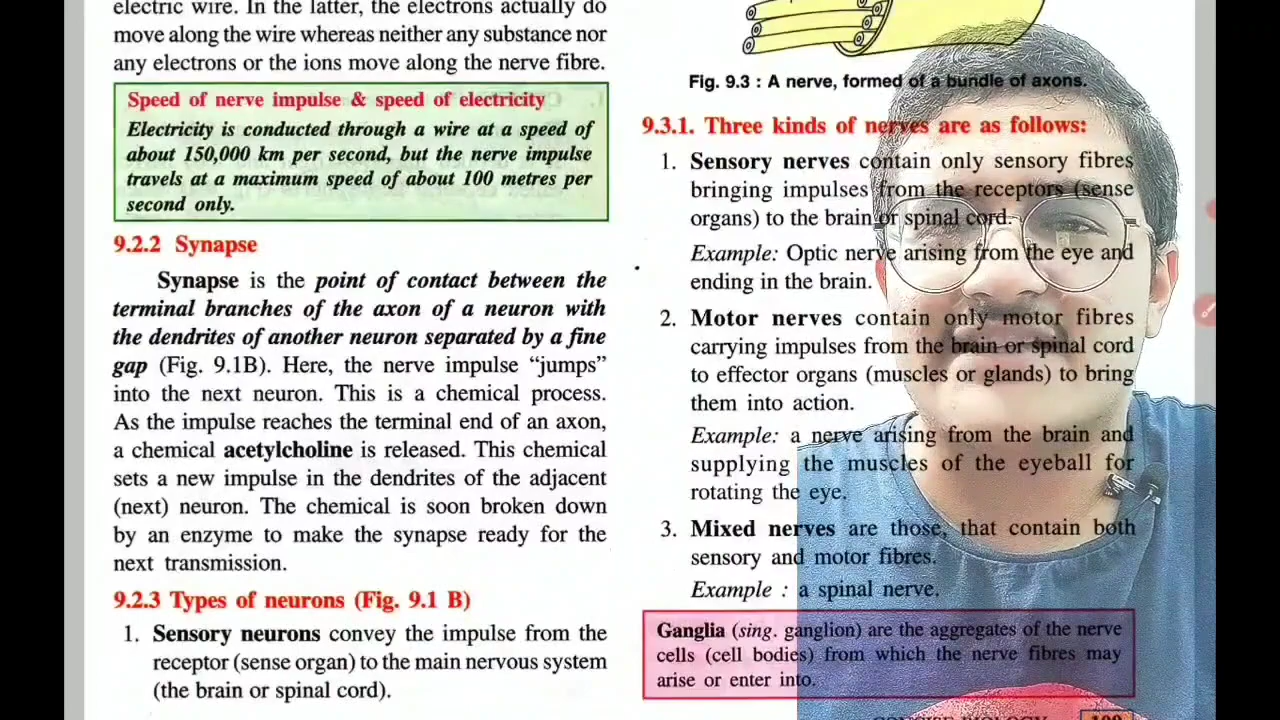 electric wire. In the latter, the electrons actually do
move along the wire whereas neither any substance nor
any electrons or the ions move along the nerve fibre.
Speed of nerve impulse & speed of electricity
Electricity is conducted through a wire at a speed of
about 150,000 km per second, but the nerve impulse
travels at a maximum speed of about 100 metres per
second only.
9.2.2 Synapse
Synapse is the point of contact between the
terminal branches of the axon of a neuron with
the dendrites of another neuron separated by a fine
gap (Fig. 9.1B). Here, the nerve impulse “jumps”
into the next neuron. This is a chemical process.
As the impulse reaches the terminal end of an axon,
a chemical acetylcholine is released. This chemical
sets a new impulse in the dendrites of the adjacent
(next) neuron. The chemical is soon broken down
by an enzyme to make the synapse ready for the
next transmission.
9.2.3 Types of neurons (Fig. 9.1 B)
1. Sensory neurons convey the impulse from the
receptor (sense organ) to the main nervous system
(the brain or spinal cord).
Fig. 9.3 : A nerve, formed of a bundle of axons.
9.3.1. Three kinds of nerves are as follows:
1. Sensory nerves contain only sensory fibres
bringing impulses from the receptors (sense
organs) to the brain or spinal cord.
Example: Optic nerve arising from the eye and
ending in the brain.
2. Motor nerves contain only motor fibres
carrying impulses from the brain or spinal cord
to effector organs (muscles or glands) to bring
them into action.
Example: a nerve arising from the brain and
supplying the muscles of the eyeball for
rotating the eye.
3. Mixed nerves are those, that contain both
sensory and motor fibres.
Example : a spinal nerve.
Ganglia (sing. ganglion) are the aggregates of the nerve
cells (cell bodies) from which the nerve fibres may
arise or enter into.